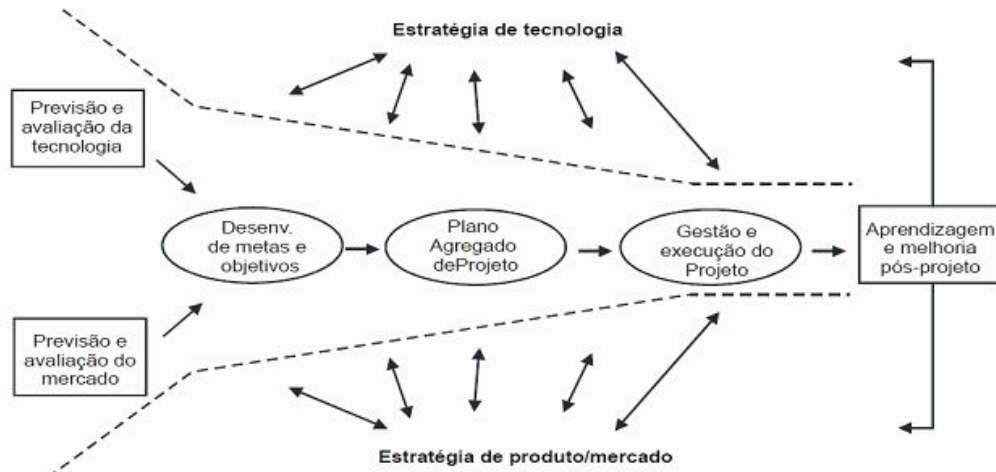 Estratégia de tecnologia
Previsão e
avaliação da
tecnologia
Desenv.
de metas e
objetivos
Plano
Agregado
deProjeto
Gestão e
execução do
Projeto
Aprendizagem
e melhoria
pós-projeto
Previsão e
avaliação do
mercado
Estratégia de produto/mercado